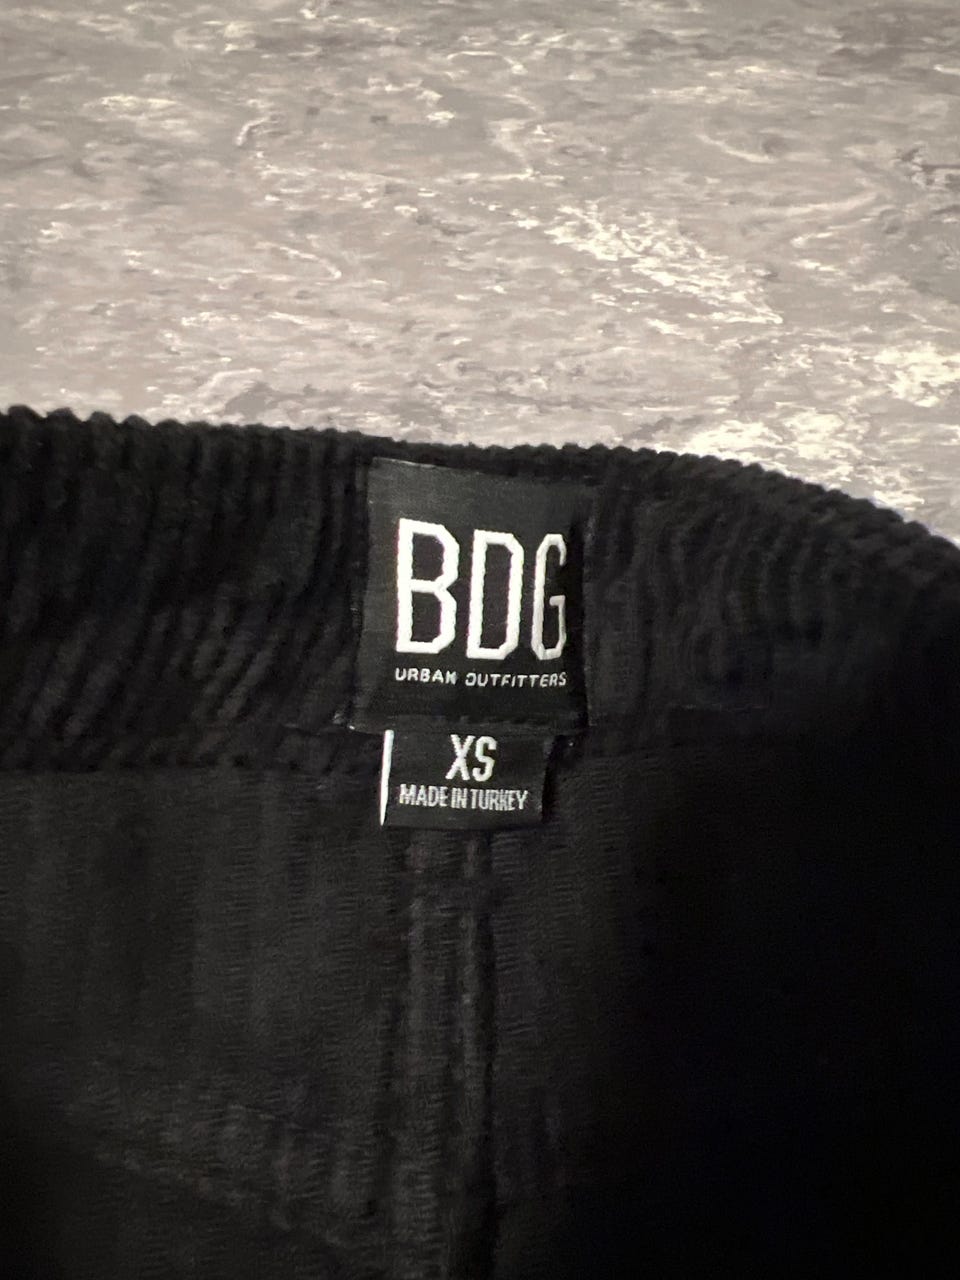 BDG
URBAN OUTFITTERS
XS
MADE IN TURKEY